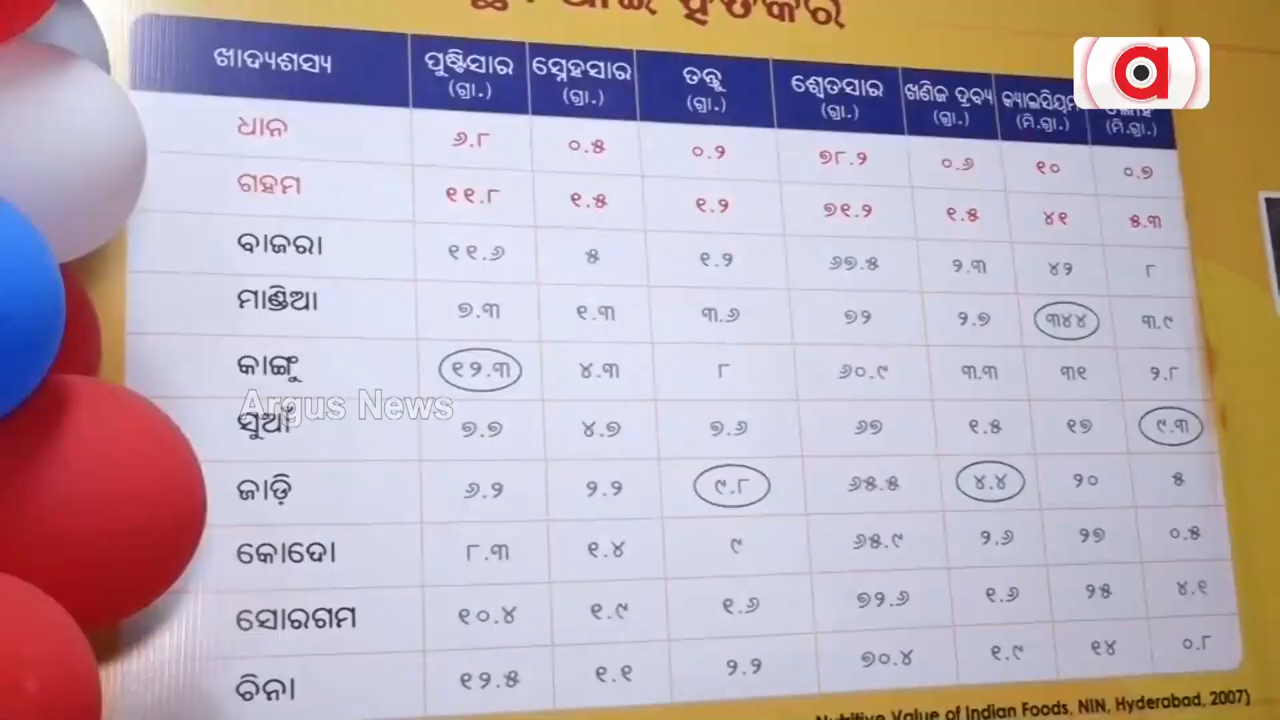 ହିତକର
ଖାଦ୍ୟଶସ୍ୟ ପୁଷ୍ଟିସାର (ଗ୍ରା.) ସ୍ନେହସାର (ଗ୍ରା.) ତନ୍ତୁ (ଗ୍ରା.) ଶ୍ୱେତସାର (ଗ୍ରା.) ଖଣିଜ ଦ୍ରବ୍ୟ (ଗ୍ରା.) କ୍ୟାଲସିୟମ (ମି.ଗ୍ରା.) (ମି.ଗ୍ରା.)
ଧାନ ୬.୮ ୦.୫ ୦.୨ ୭୮.୨ ୦.୬ ୧୦ ୦.୭
ଗହମ ୧୧.୮ ୧.୫ ୧.୨ ୭୧.୨ ୧.୫ ୪୧ ୫.୩
ବାଜରା ୧୧.୬ ୫ ୧.୨ ୬୭.୫ ୨.୩ ୪୨ ୮
ମାଣ୍ଡିଆ ୭.୩ ୧.୩ ୩.୬ ୭୨ ୨.୭ ୩୪୪ ୩.୯
କାଙ୍ଗୁ ୧୨.୩ ୪.୩ ୮ ୬୦.୯ ୩.୩ ୩୧ ୨.୮
Argus News
ସୁଆଁ ୭.୭ ୪.୭ ୭.୬ ୬୭ ୧.୫ ୧୭ ୯.୩
ଜାଡ଼ି ୬.୨ ୨.୨ ୯.୮ ୬୫.୫ ୪.୪ ୨୦ ୫
କୋଦୋ ୮.୩ ୧.୪ ୯ ୬୫.୯ ୨.୬ ୨୭ ୦.୫
ସୋରଗମ ୧୦.୪ ୧.୯ ୧.୬ ୭୨.୬ ୧.୬ ୨୫ ୪.୧
ଚିନା ୧୨.୫ ୧.୧ ୨.୨ ୭୦.୪ ୧.୯ ୧୪ ୦.୮
Value of Indian Foods, NIN, Hyderabad, 2007)